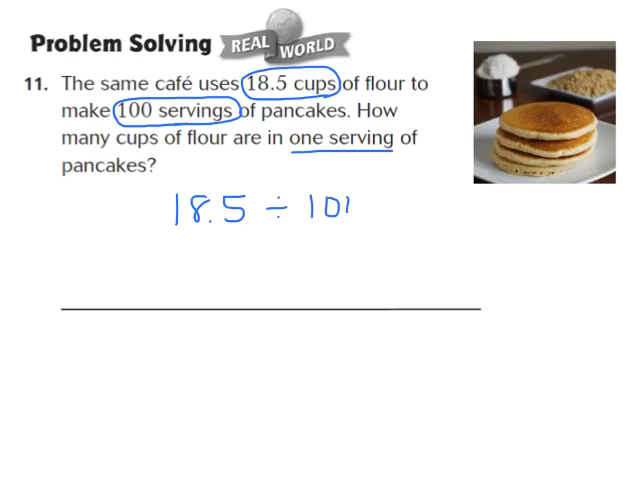 Problem Solving REAL WORLD
11. The same café uses 18.5 cups of flour to
make 100 servings of pancakes. How
many cups of flour are in one serving of
pancakes?
18.5 ÷ 101